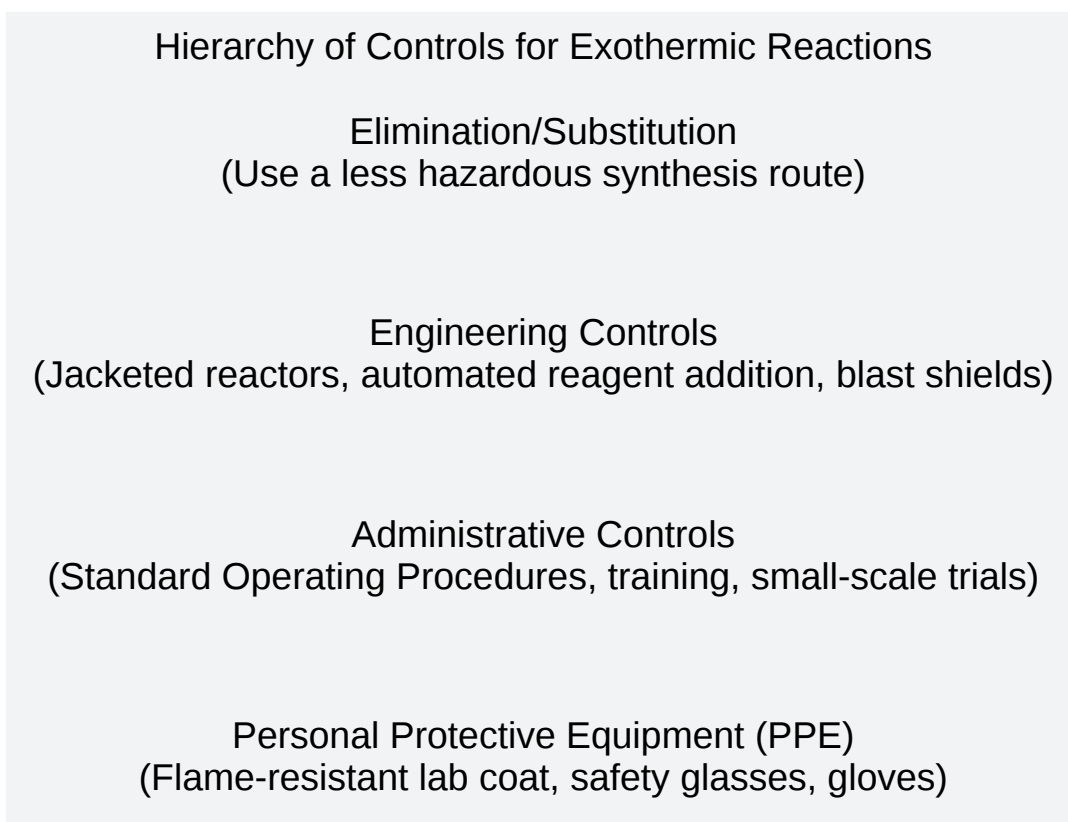 Hierarchy of Controls for Exothermic Reactions
Elimination/Substitution
(Use a less hazardous synthesis route)
Engineering Controls
(Jacketed reactors, automated reagent addition, blast shields)
Administrative Controls
(Standard Operating Procedures, training, small-scale trials)
Personal Protective Equipment (PPE)
(Flame-resistant lab coat, safety glasses, gloves)